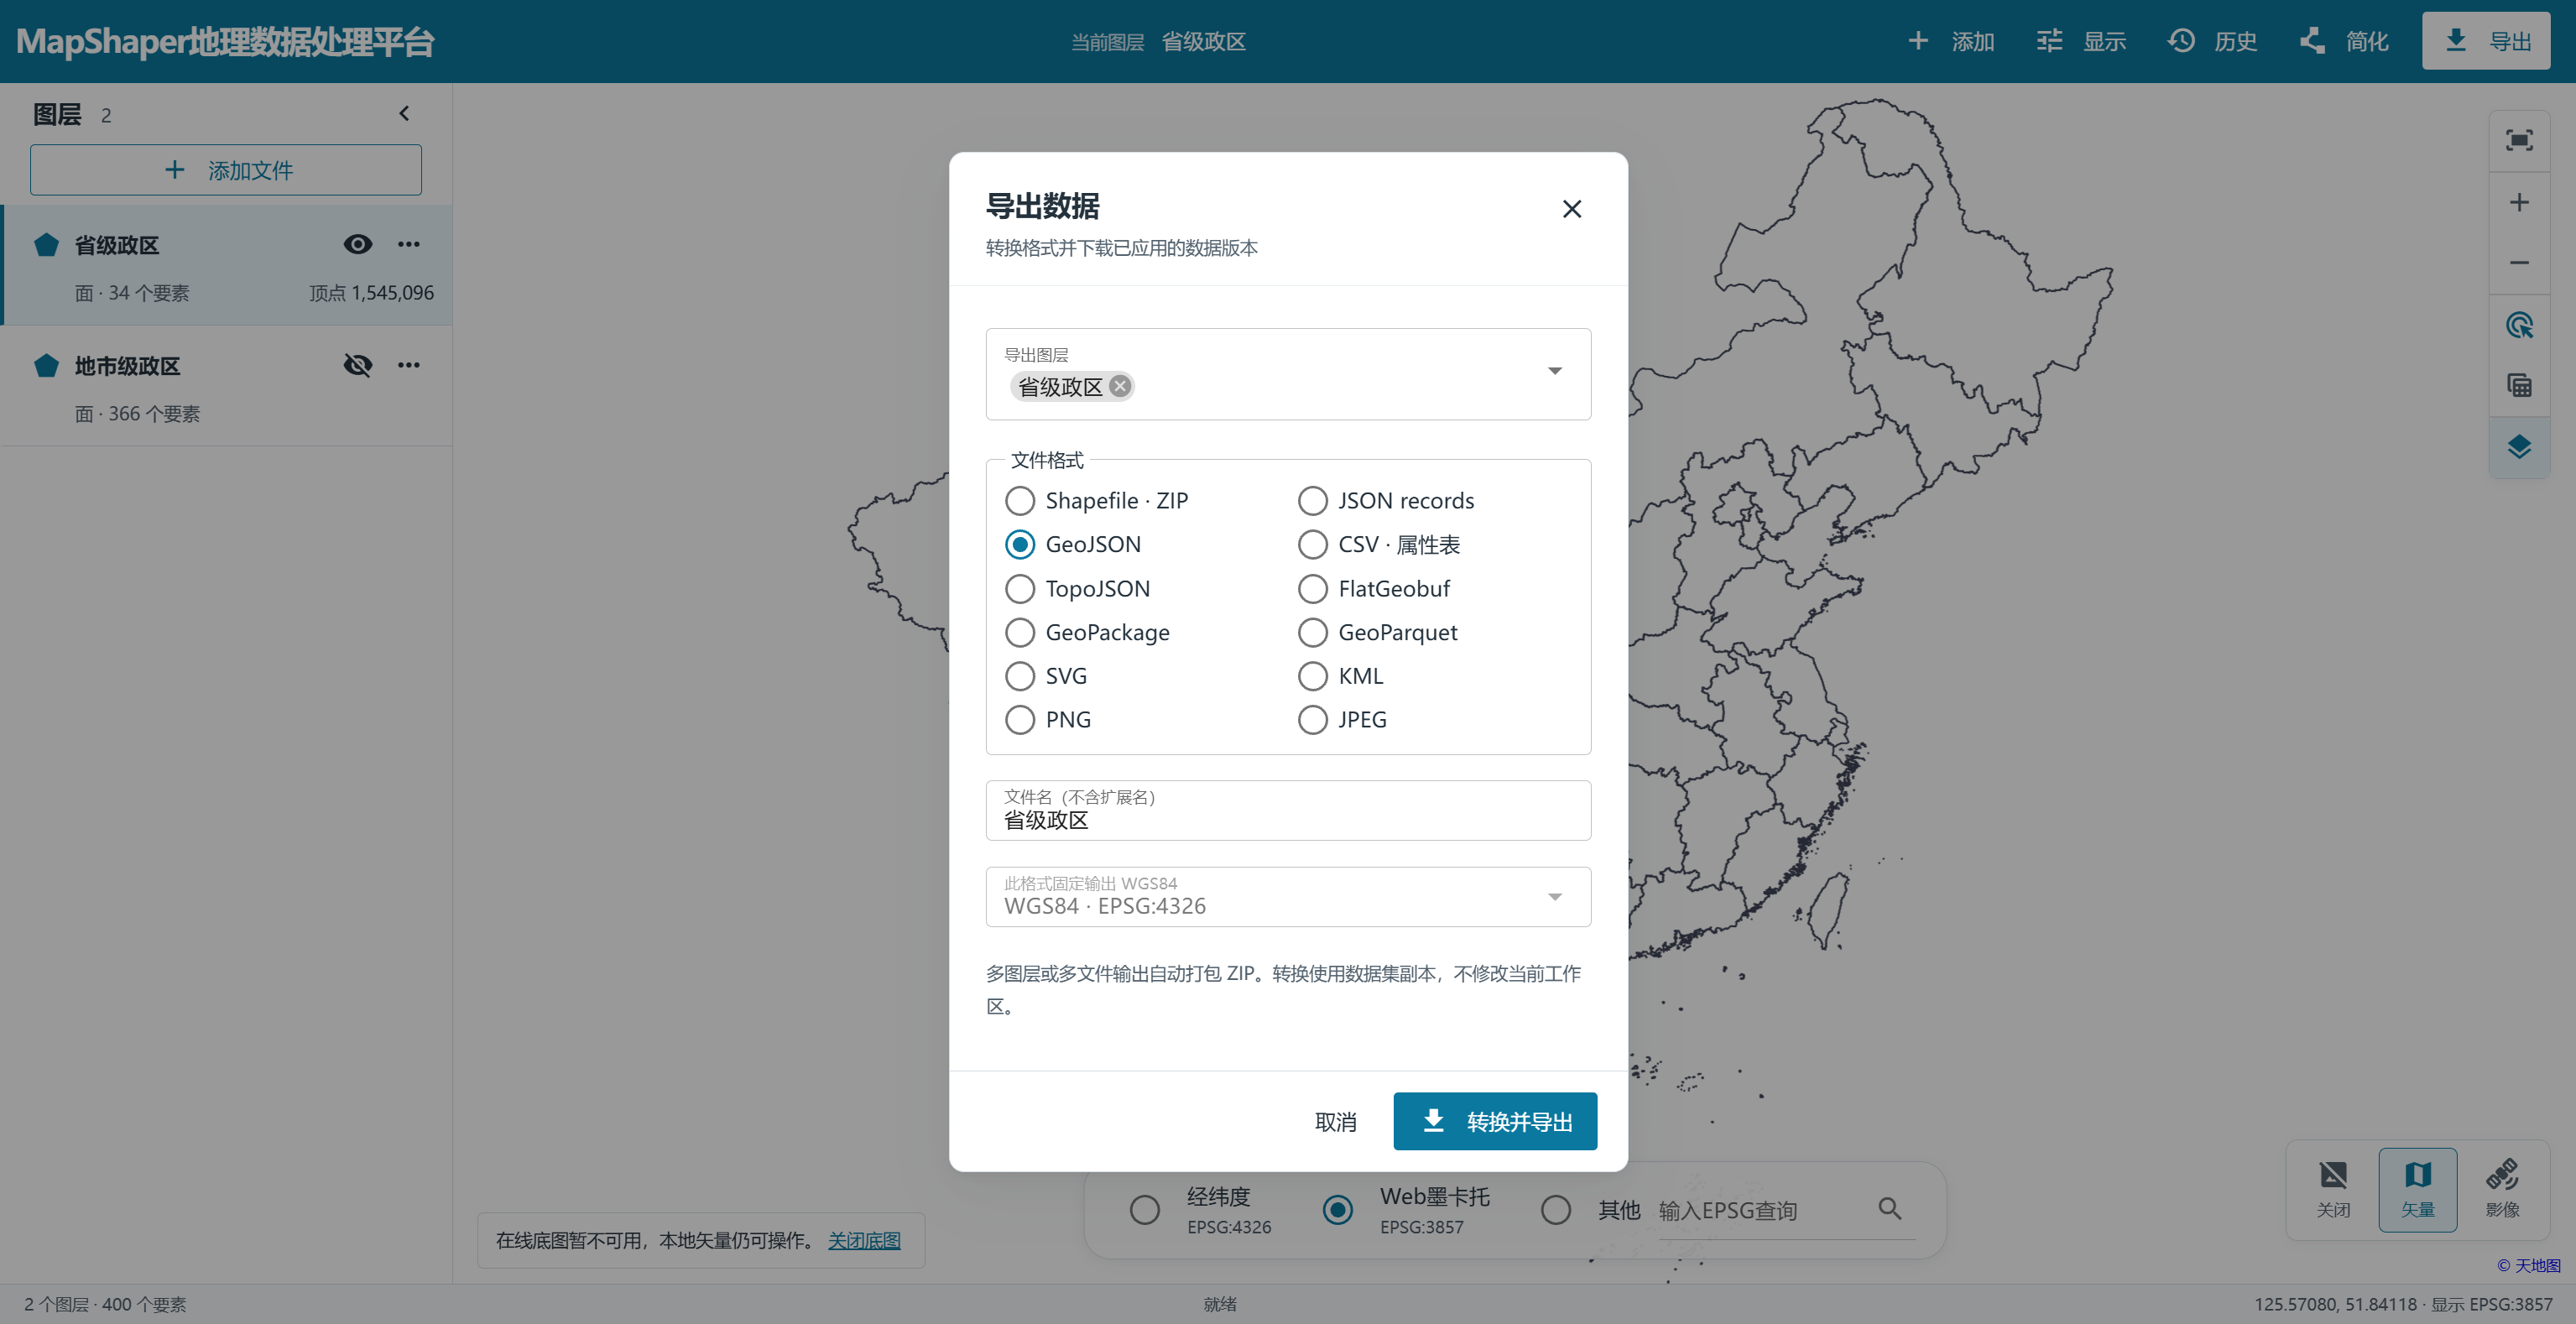 MapShaper地理数据处理平台
当前图层 省级政区
添加 显示 历史 简化 导出
图层 2
添加文件
省级政区
面 · 34 个要素 顶点 1,545,096
地市级政区
面 · 366 个要素
导出数据
转换格式并下载已应用的数据版本
导出图层
省级政区
文件格式
Shapefile · ZIP JSON records
GeoJSON CSV · 属性表
TopoJSON FlatGeobuf
GeoPackage GeoParquet
SVG KML
PNG JPEG
文件名（不含扩展名）
省级政区
此格式固定输出 WGS84
WGS84 · EPSG:4326
多图层或多文件输出自动打包 ZIP。转换使用数据集副本，不修改当前工作
区。
取消 转换并导出
经纬度 Web墨卡托 其他 输入EPSG查询
EPSG:4326 EPSG:3857
在线底图暂不可用，本地矢量仍可操作。 关闭底图
关闭 矢量 影像
© 天地图
2 个图层 · 400 个要素 就绪 125.57080, 51.84118 · 显示 EPSG:3857